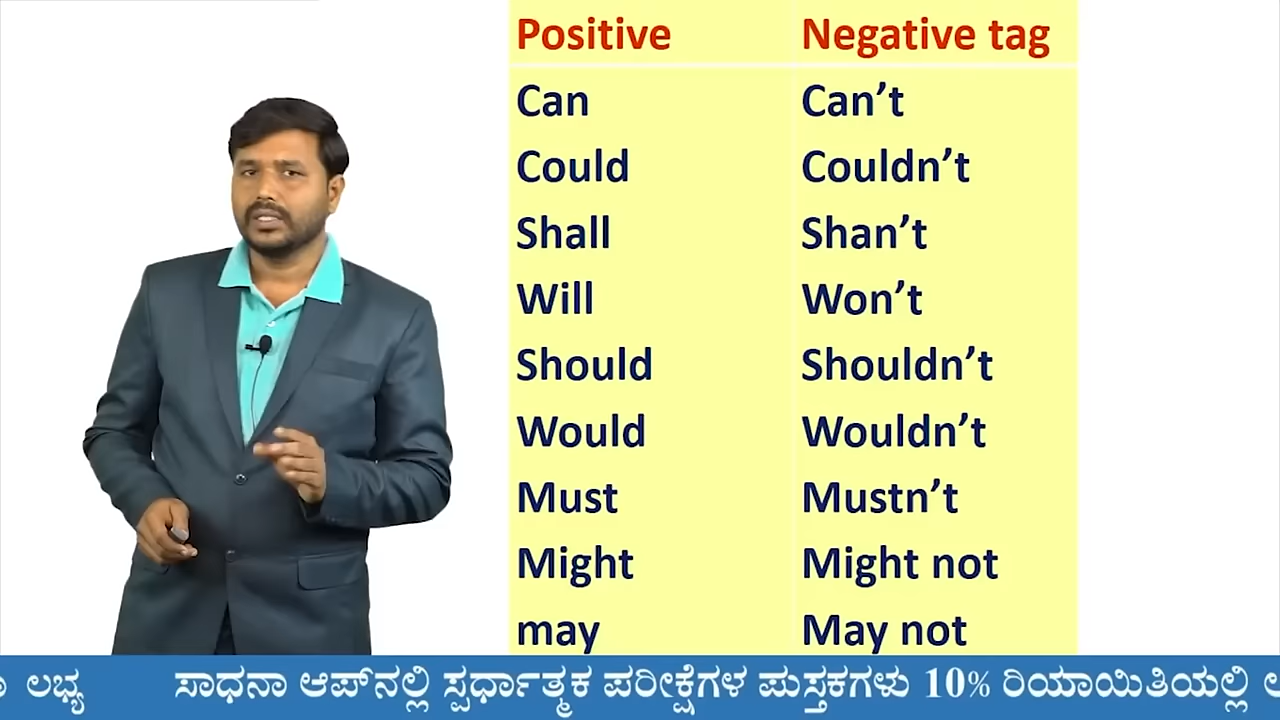 Positive Negative tag
Can Can’t
Could Couldn’t
Shall Shan’t
Will Won’t
Should Shouldn’t
Would Wouldn’t
Must Mustn’t
Might Might not
may May not
ಲಭ್ಯ ಸಾಧನಾ ಆಪ್‌ನಲ್ಲಿ ಸ್ಪರ್ಧಾತ್ಮಕ ಪರೀಕ್ಷೆಗಳ ಪುಸ್ತಕಗಳು 10% ರಿಯಾಯಿತಿಯಲ್ಲಿ